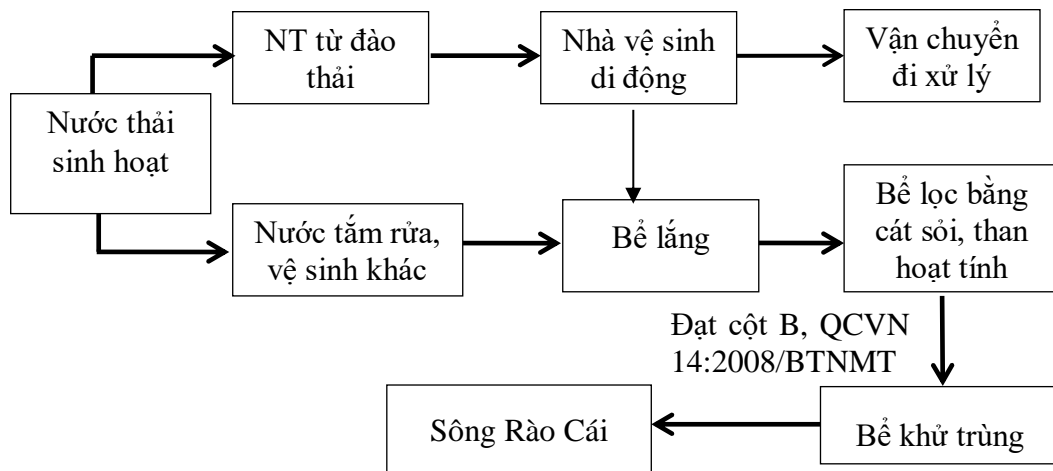 NT từ đào
thải
Nhà vệ sinh
di động
Vận chuyển
đi xử lý
Nước thải
sinh hoạt
Nước tắm rửa,
vệ sinh khác
Bể lắng
Bể lọc bằng
cát sỏi, than
hoạt tính
Đạt cột B, QCVN
14:2008/BTNMT
Sông Rào Cái
Bể khử trùng